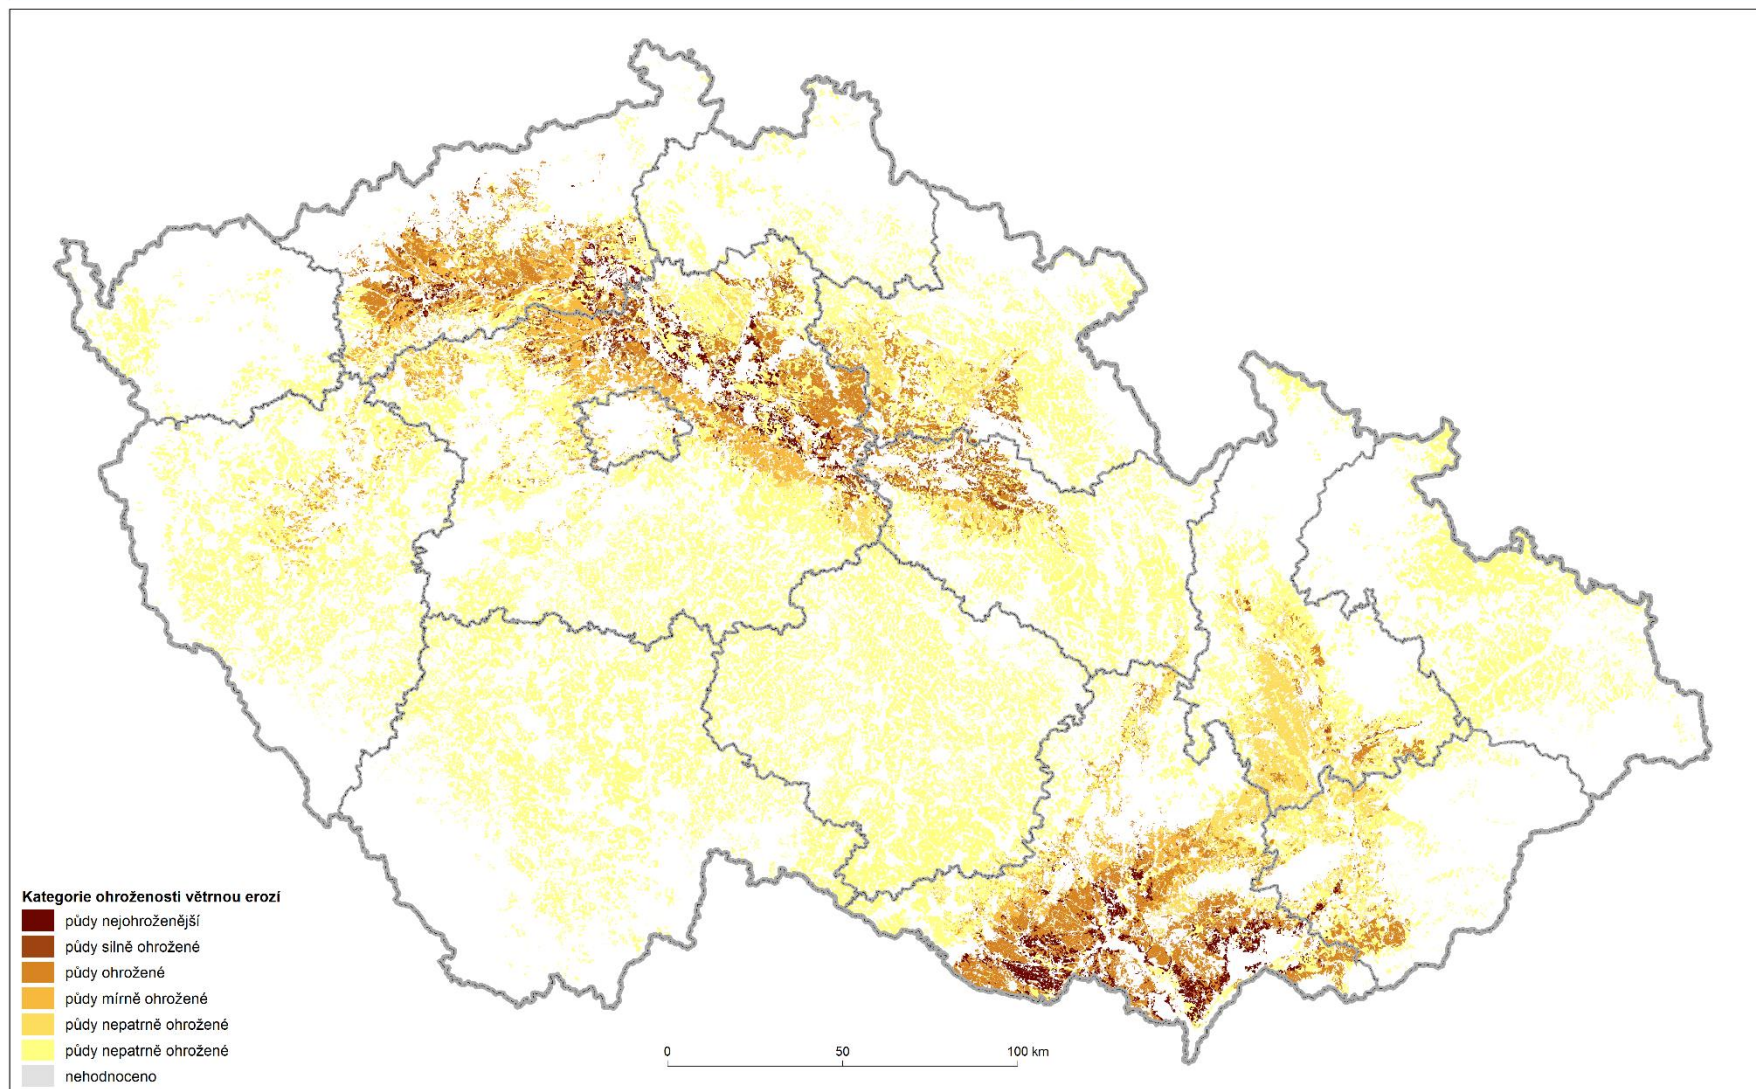 Kategorie ohroženosti větrnou erozí
půdy nejohroženější
půdy silně ohrožené
půdy ohrožené
půdy mírně ohrožené
půdy nepatrně ohrožené
půdy nepatrně ohrožené
nehodnoceno
0 50 100 km